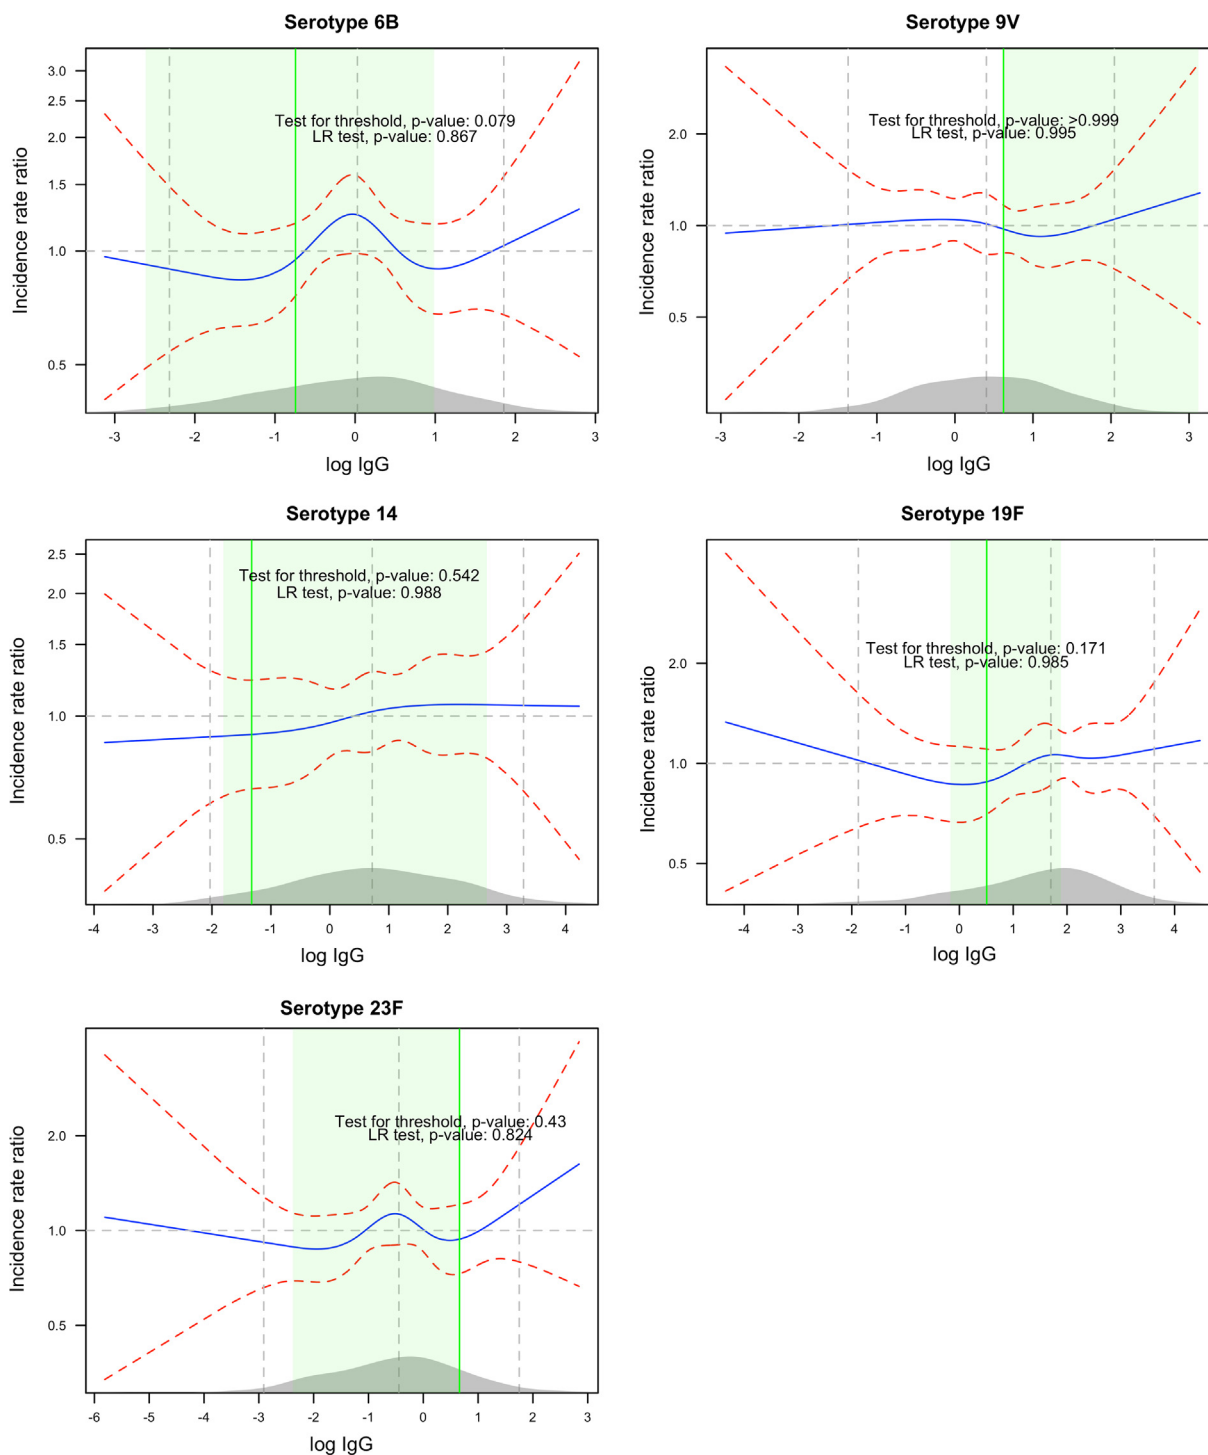 Serotype 6B
Incidence rate ratio
3.0
2.5
2.0
1.5
1.0
0.5
Test for threshold, p-value: 0.079
LR test, p-value: 0.867
-3 -2 -1 0 1 2 3
log IgG
Serotype 9V
Incidence rate ratio
2.0
1.0
0.5
Test for threshold, p-value: >0.999
LR test, p-value: 0.995
-3 -2 -1 0 1 2 3
log IgG
Serotype 14
Incidence rate ratio
2.5
2.0
1.5
1.0
0.5
Test for threshold, p-value: 0.542
LR test, p-value: 0.988
-4 -3 -2 -1 0 1 2 3 4
log IgG
Serotype 19F
Incidence rate ratio
2.0
1.0
0.5
Test for threshold, p-value: 0.171
LR test, p-value: 0.985
-4 -3 -2 -1 0 1 2 3 4
log IgG
Serotype 23F
Incidence rate ratio
2.0
1.0
0.5
Test for threshold, p-value: 0.43
LR test, p-value: 0.824
-6 -5 -4 -3 -2 -1 0 1 2 3
log IgG